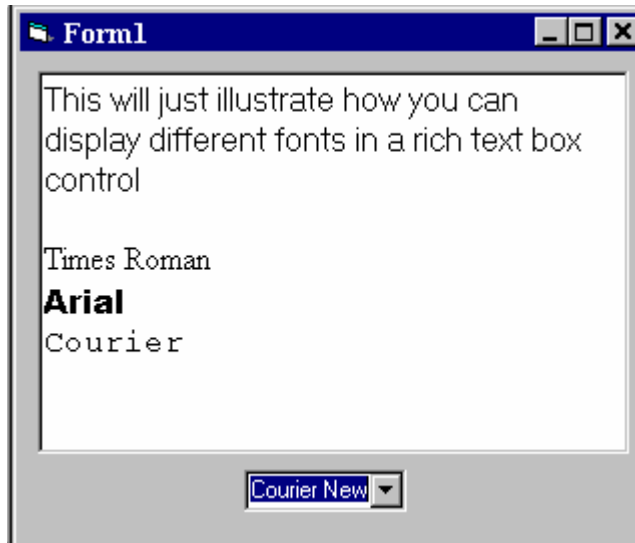 Form1
This will just illustrate how you can
display different fonts in a rich text box
control
Times Roman
Arial
Courier
Courier New